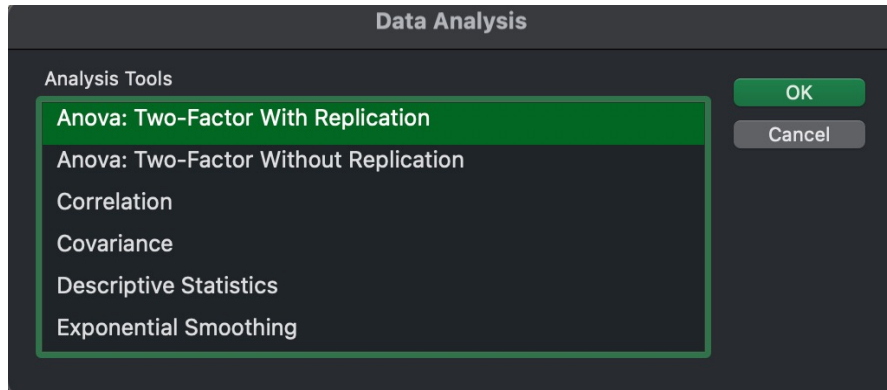 Data Analysis
Analysis Tools
Anova: Two-Factor With Replication
Anova: Two-Factor Without Replication
Correlation
Covariance
Descriptive Statistics
Exponential Smoothing
OK
Cancel